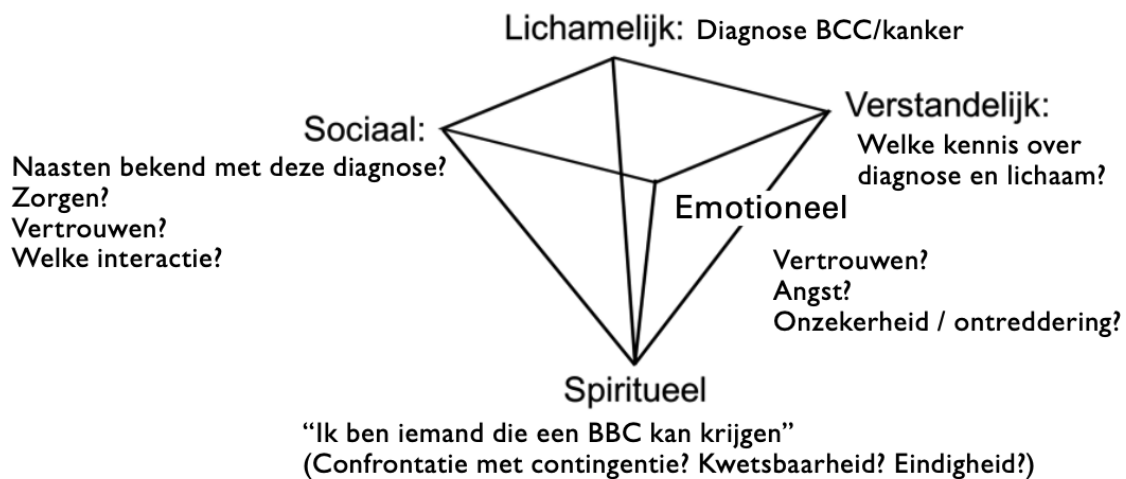 Lichamelijk: Diagnose BCC/kanker
Sociaal:
Naasten bekend met deze diagnose?
Zorgen?
Vertrouwen?
Welke interactie?
Verstandelijk:
Welke kennis over
diagnose en lichaam?
Emotioneel
Vertrouwen?
Angst?
Onzekerheid / ontreddering?
Spiritueel
“Ik ben iemand die een BBC kan krijgen”
(Confrontatie met contingentie? Kwetsbaarheid? Eindigheid?)